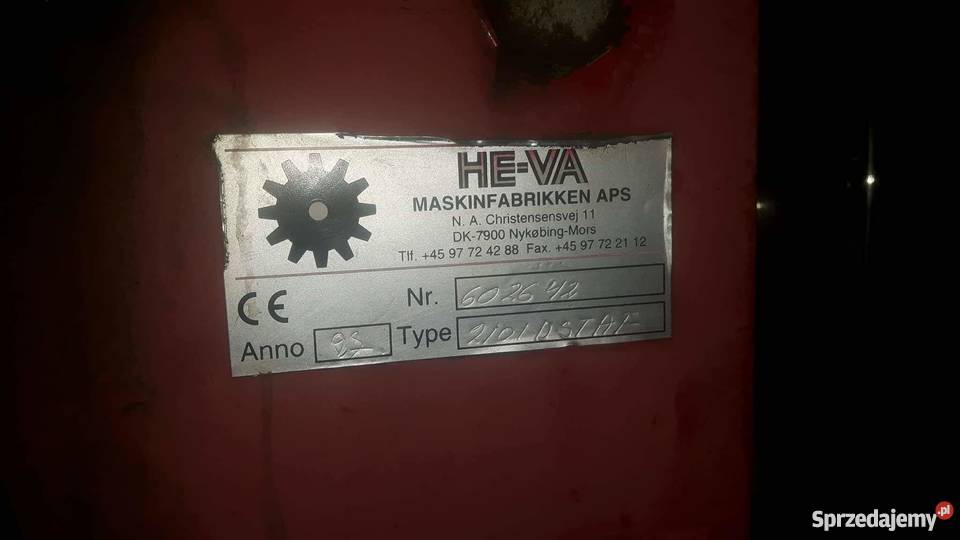 HE-VA
MASKINFABRIKKEN APS
N. A. Christensensvej 11
DK-7900 Nykøbing-Mors
Tlf. +45 97 72 42 88 Fax. +45 97 72 21 12
CE Nr. 602642
Anno Type
Sprzedajemy.pl